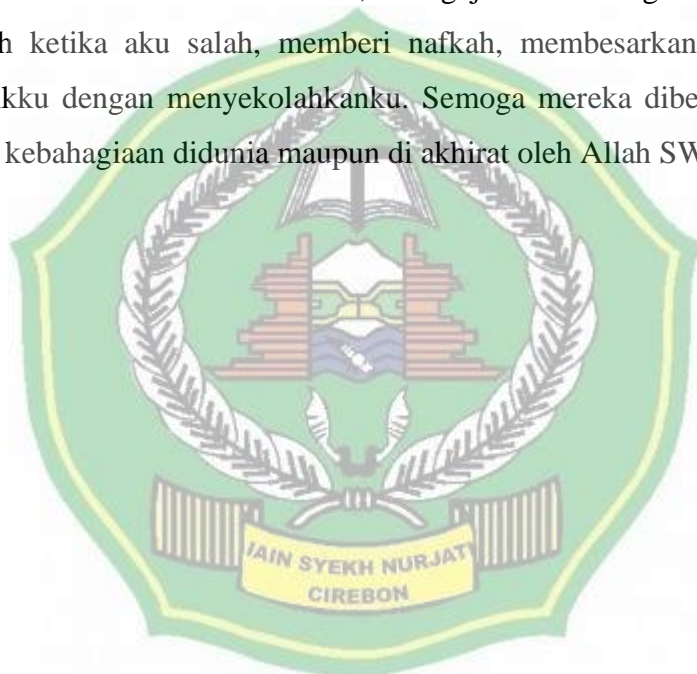 h ketika aku salah, memberi nafkah, membesarkan
kku dengan menyekolahkanku. Semoga mereka dibe
kebahagiaan didunia maupun di akhirat oleh Allah SW
IAIN SYEKH NURJATI
CIREBON